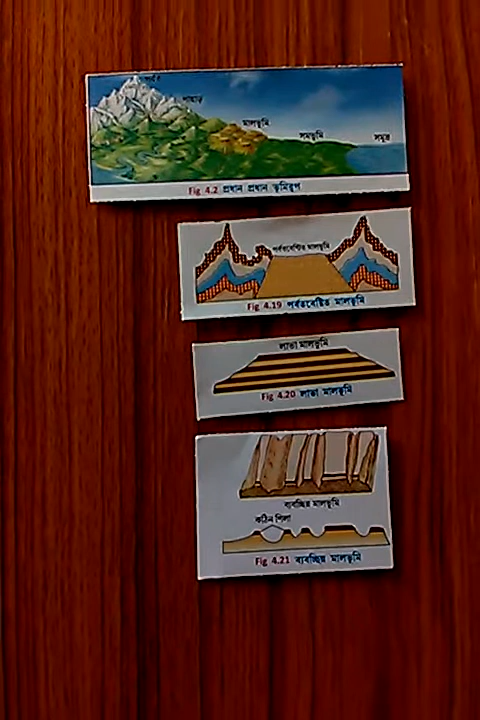 পর্বত
পাহাড়
মালভূমি
সমভূমি
সমুদ্র
Fig 4.2 প্রধান প্রধান ভূমিরূপ
পর্বতবেষ্টিত মালভূমি
Fig 4.19 পর্বতবেষ্টিত মালভূমি
লাভা মালভূমি
Fig 4.20 লাভা মালভূমি
ব্যবচ্ছিন্ন মালভূমি
কঠিন শিলা
Fig 4.21 ব্যবচ্ছিন্ন মালভূমি